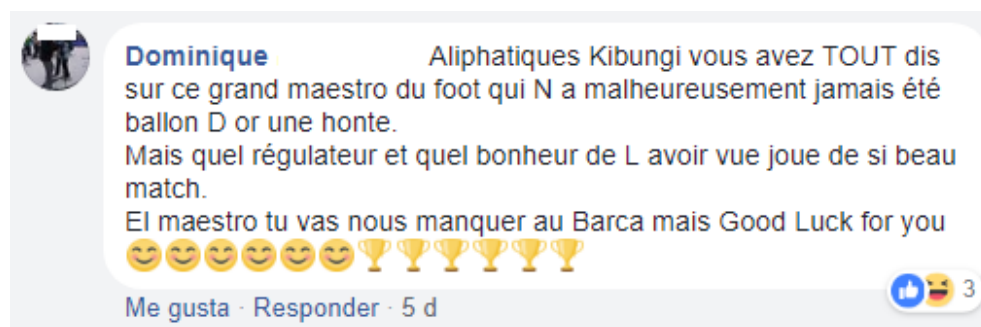 Dominique Aliphatiques Kibungi vous avez TOUT dis
sur ce grand maestro du foot qui N a malheureusement jamais été
ballon D or une honte.
Mais quel régulateur et quel bonheur de L avoir vue joue de si beau
match.
El maestro tu vas nous manquer au Barca mais Good Luck for you
😊😊😊😊😊😊🏆🏆🏆🏆🏆🏆
Me gusta · Responder · 5 d
3